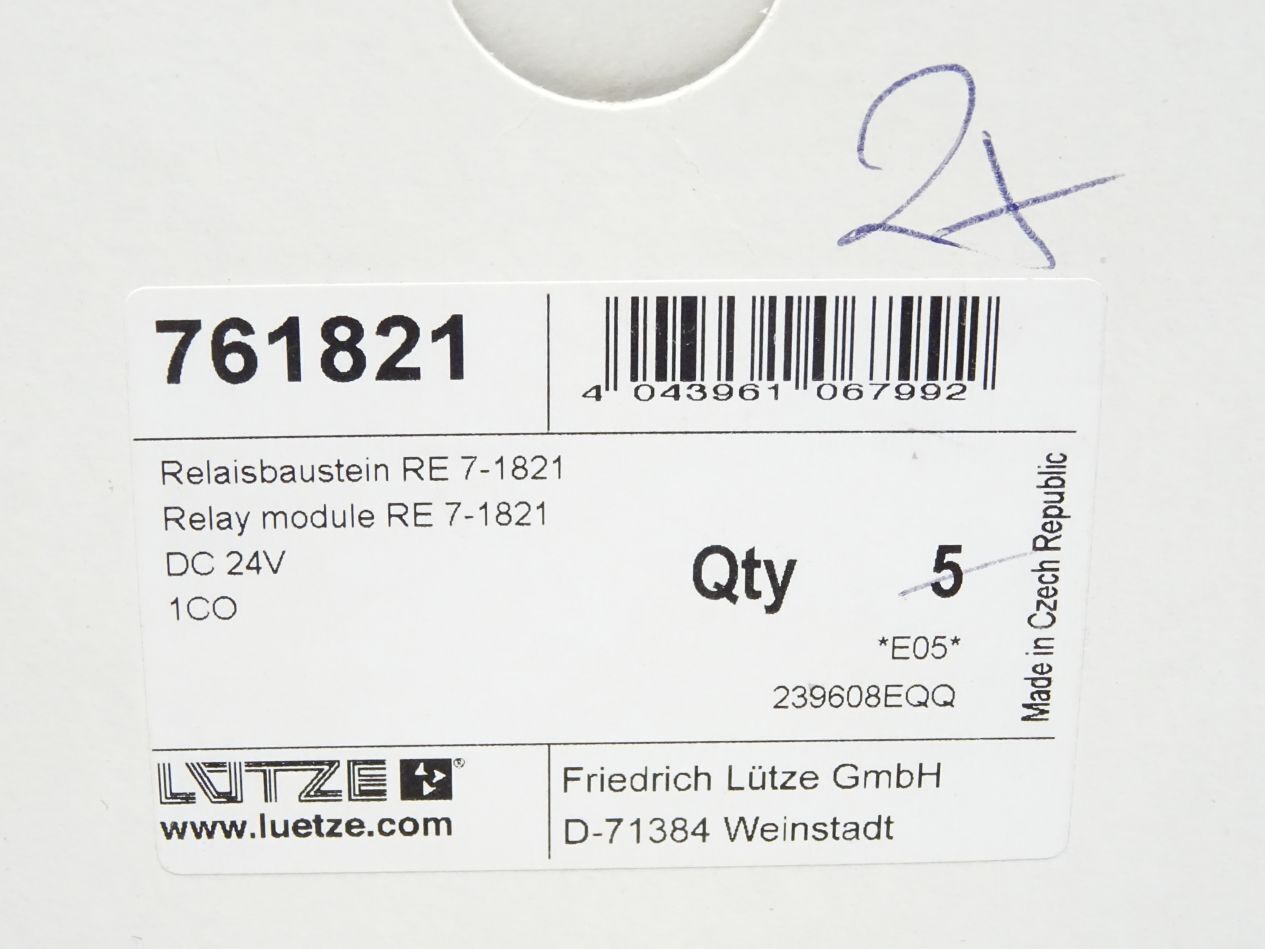 2x
761821
4 043961 067992
Relaisbaustein RE 7-1821
Relay module RE 7-1821
DC 24V
1CO
Qty 5
*E05*
239608EQQ
Made in Czech Republic
LÜTZE ®
www.luetze.com
Friedrich Lütze GmbH
D-71384 Weinstadt